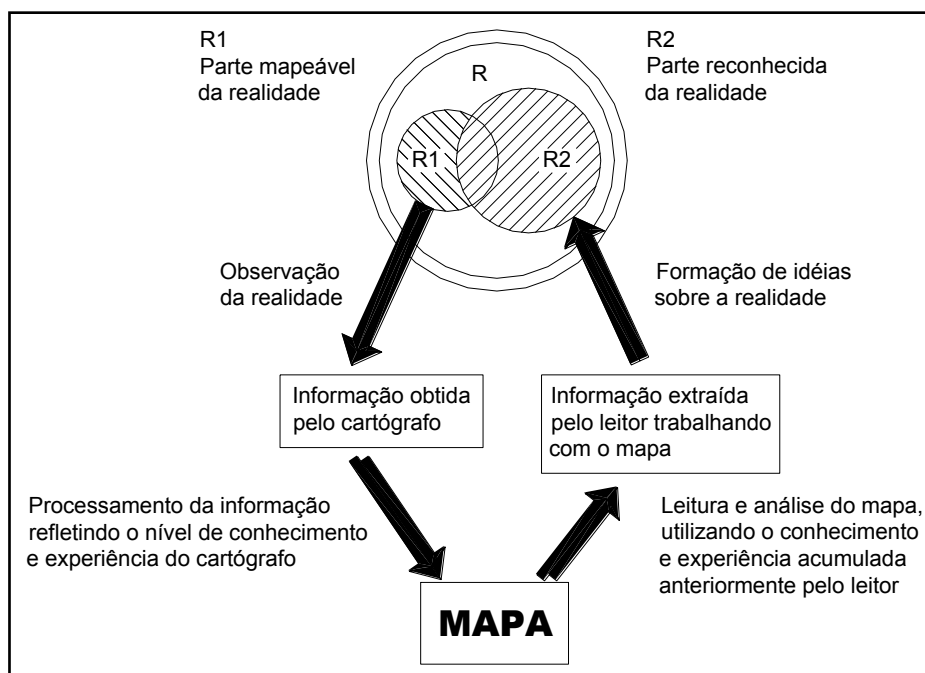 R1
Parte mapeável
da realidade
R2
Parte reconhecida
da realidade
R
R1
R2
Observação
da realidade
Formação de idéias
sobre a realidade
Informação obtida
pelo cartógrafo
Informação extraída
pelo leitor trabalhando
com o mapa
Processamento da informação
refletindo o nível de conhecimento
e experiência do cartógrafo
Leitura e análise do mapa,
utilizando o conhecimento
e experiência acumulada
anteriormente pelo leitor
MAPA